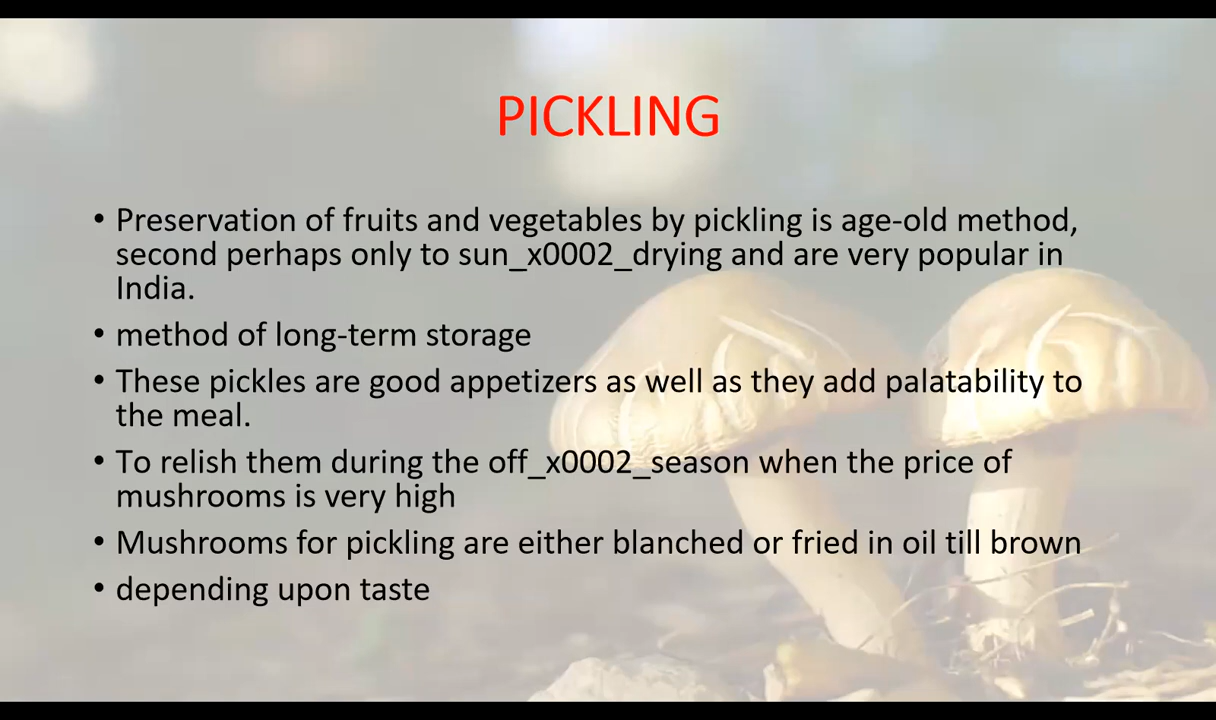 PICKLING
• Preservation of fruits and vegetables by pickling is age-old method,
second perhaps only to sun_x0002_drying and are very popular in
India.
• method of long-term storage
• These pickles are good appetizers as well as they add palatability to
the meal.
• To relish them during the off_x0002_season when the price of
mushrooms is very high
• Mushrooms for pickling are either blanched or fried in oil till brown
• depending upon taste